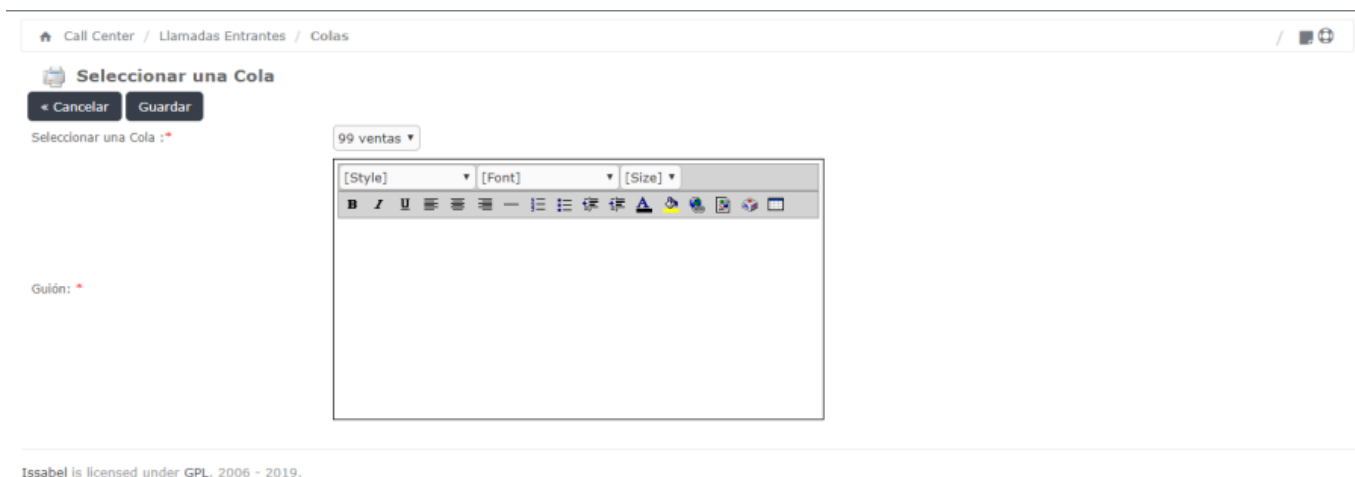 Call Center / Llamadas Entrantes / Colas /
Seleccionar una Cola
« Cancelar Guardar
Seleccionar una Cola :* 99 ventas
[Style] [Font] [Size]
B I U A
Guión: *
Issabel is licensed under GPL. 2006 - 2019.